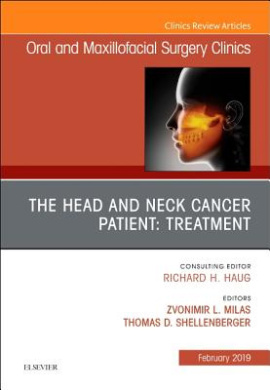 Clinics Review Articles
Oral and Maxillofacial Surgery Clinics
THE HEAD AND NECK CANCER
PATIENT: TREATMENT
CONSULTING EDITOR
RICHARD H. HAUG
EDITORS
ZVONIMIR L. MILAS
THOMAS D. SHELLENBERGER
ELSEVIER
February 2019